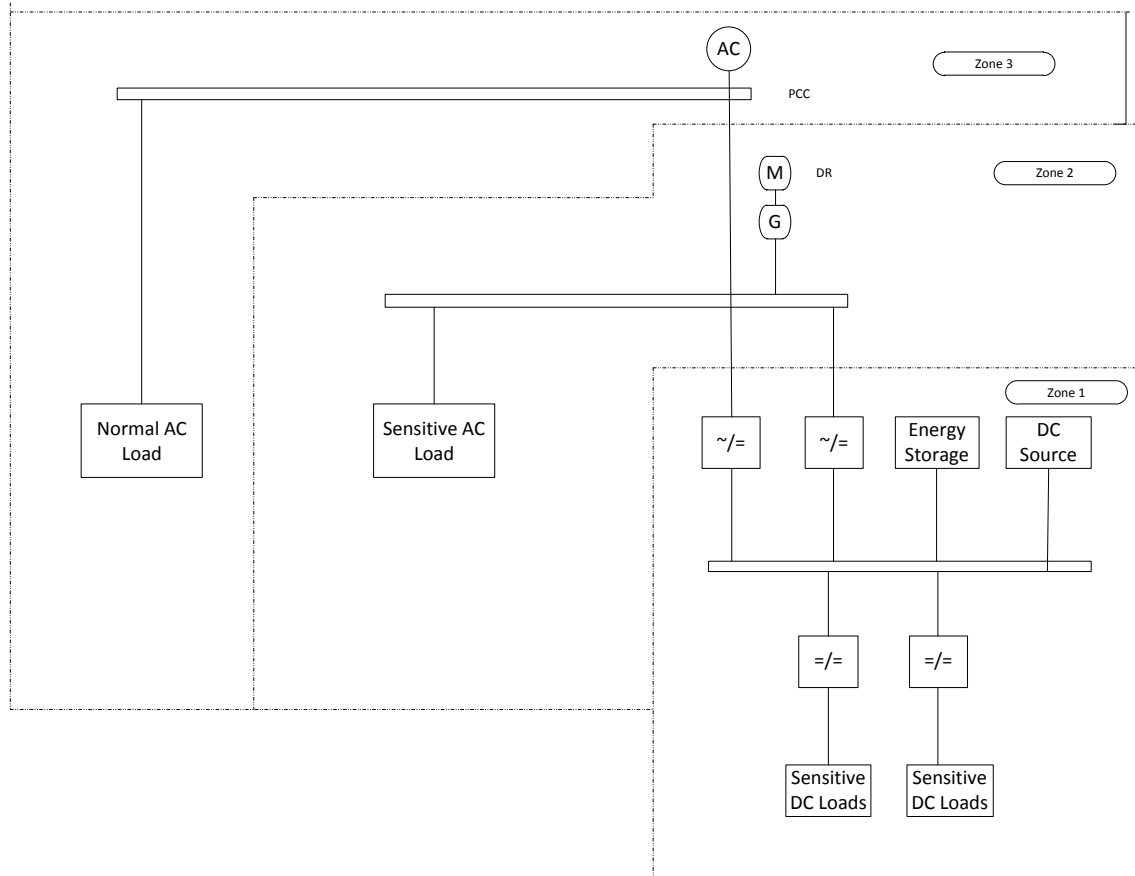 AC
Zone 3
PCC
M
DR
Zone 2
G
Zone 1
Normal AC
Load
Sensitive AC
Load
~/=
~/=
Energy
Storage
DC
Source
=/=
=/=
Sensitive
DC Loads
Sensitive
DC Loads